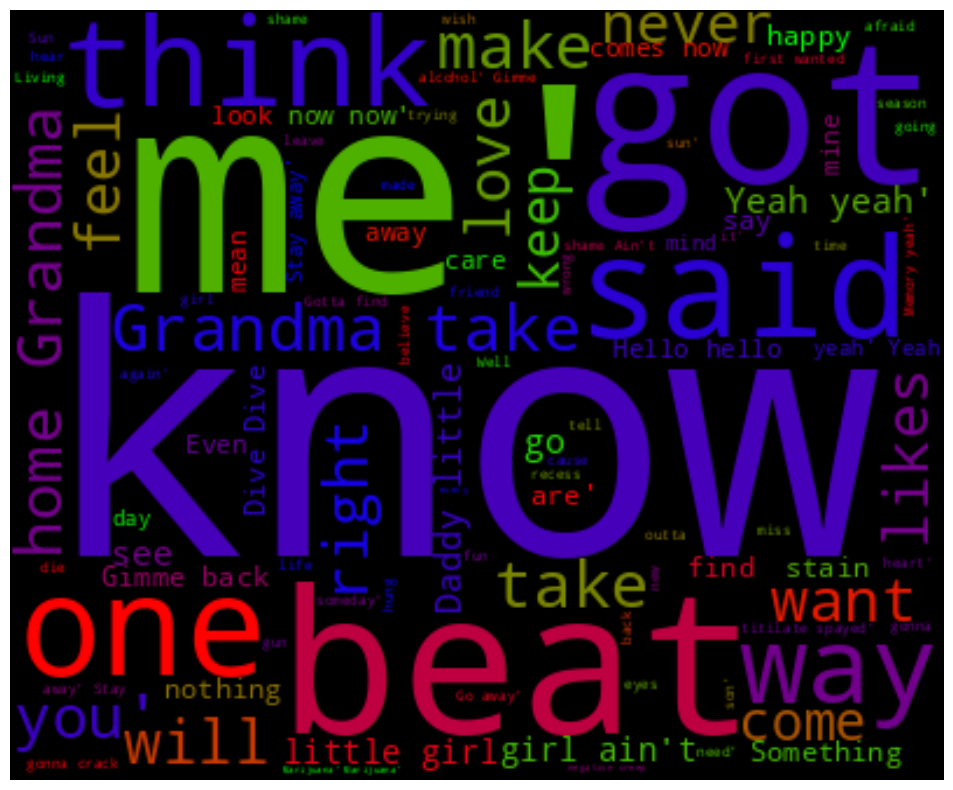 think
shame
wish
never
afraid
Sun
hear
Living
make
comes now
happy
first wanted
alcohol' Gimme
got
season
going
look now now'
trying
feel
me'
love
keep
sun'
mine
leave
Stay away'
made
mean
away
care
Yeah yeah'
say
shame Ain't
mind
it'
time
wrong
said
Memory yeah'
home Grandma
girl
Gotta find
friend
Grandma take
believe
Hello hello
yeah' Yeah
Well
again'
know
Even
Dive Dive
right
Daddy little
go
tell
cause
recess
are'
likes
day
see
outta
miss
die
Gimme back
life
fun
take
new
find
stain
heart'
one
someday'
hung
beat
back
want
titilate spayed'
gonna
gun
way
away' Stay
nothing
Go away'
eyes
son'
you'
will
come
gonna crack
little girl
girl ain't
need'
Something
Marijuana' Marijuana'